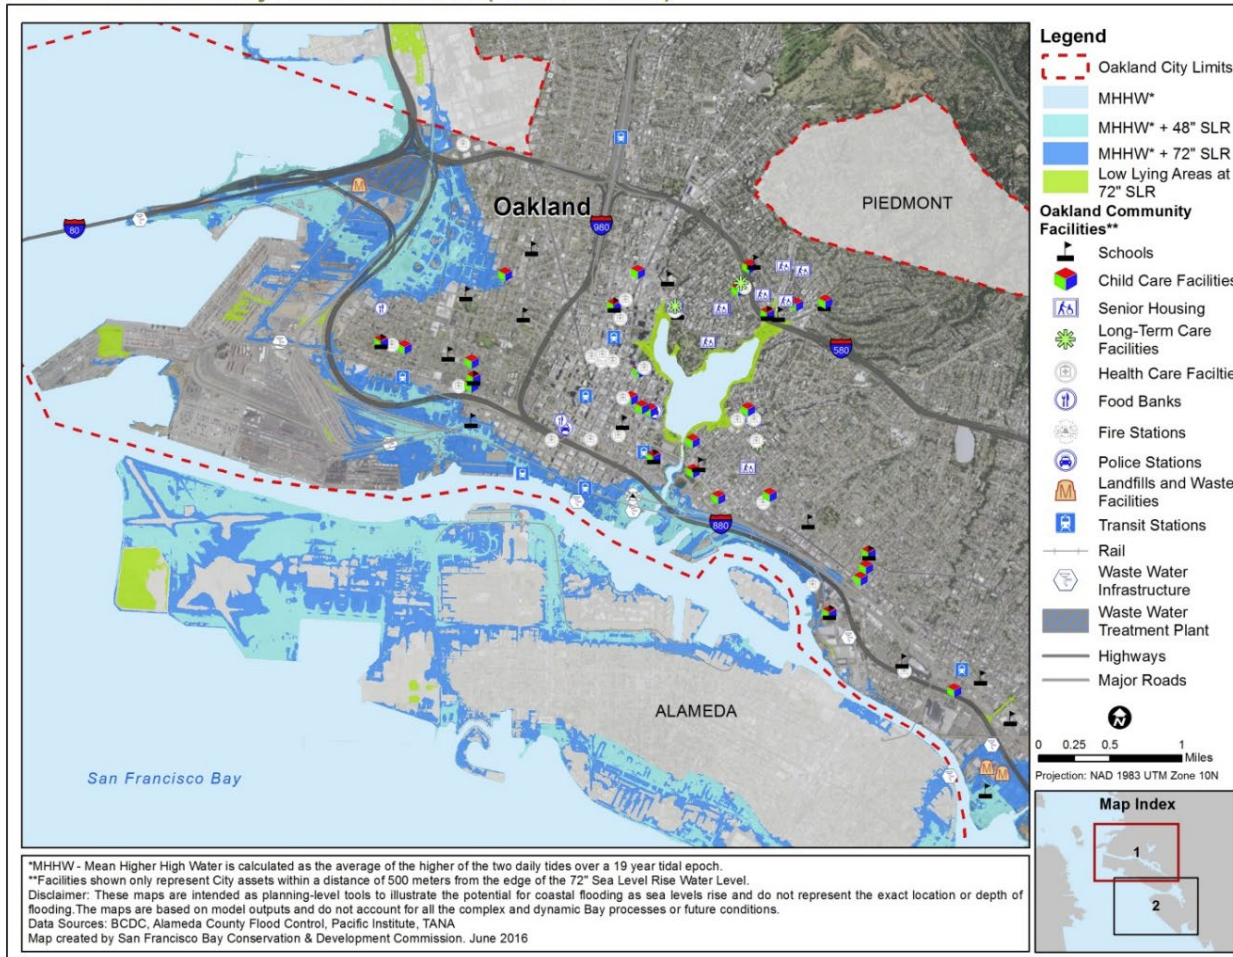 Legend
Oakland City Limits
MHHW*
MHHW* + 48" SLR
MHHW* + 72" SLR
Low Lying Areas at
72" SLR
Oakland Community
Facilities**
Schools
Child Care Facilities
Senior Housing
Long-Term Care
Facilities
Health Care Facilties
Food Banks
Fire Stations
Police Stations
Landfills and Waste
Facilities
Transit Stations
Rail
Waste Water
Infrastructure
Waste Water
Treatment Plant
Highways
Major Roads
N
0 0.25 0.5 1
Miles
Projection: NAD 1983 UTM Zone 10N
Map Index
1
2
PIEDMONT
Oakland
80
980
580
880
ALAMEDA
San Francisco Bay
*MHHW - Mean Higher High Water is calculated as the average of the higher of the two daily tides over a 19 year tidal epoch.
**Facilities shown only represent City assets within a distance of 500 meters from the edge of the 72" Sea Level Rise Water Level.
Disclaimer: These maps are intended as planning-level tools to illustrate the potential for coastal flooding as sea levels rise and do not represent the exact location or depth of
flooding.The maps are based on model outputs and do not account for all the complex and dynamic Bay processes or future conditions.
Data Sources: BCDC, Alameda County Flood Control, Pacific Institute, TANA
Map created by San Francisco Bay Conservation & Development Commission. June 2016